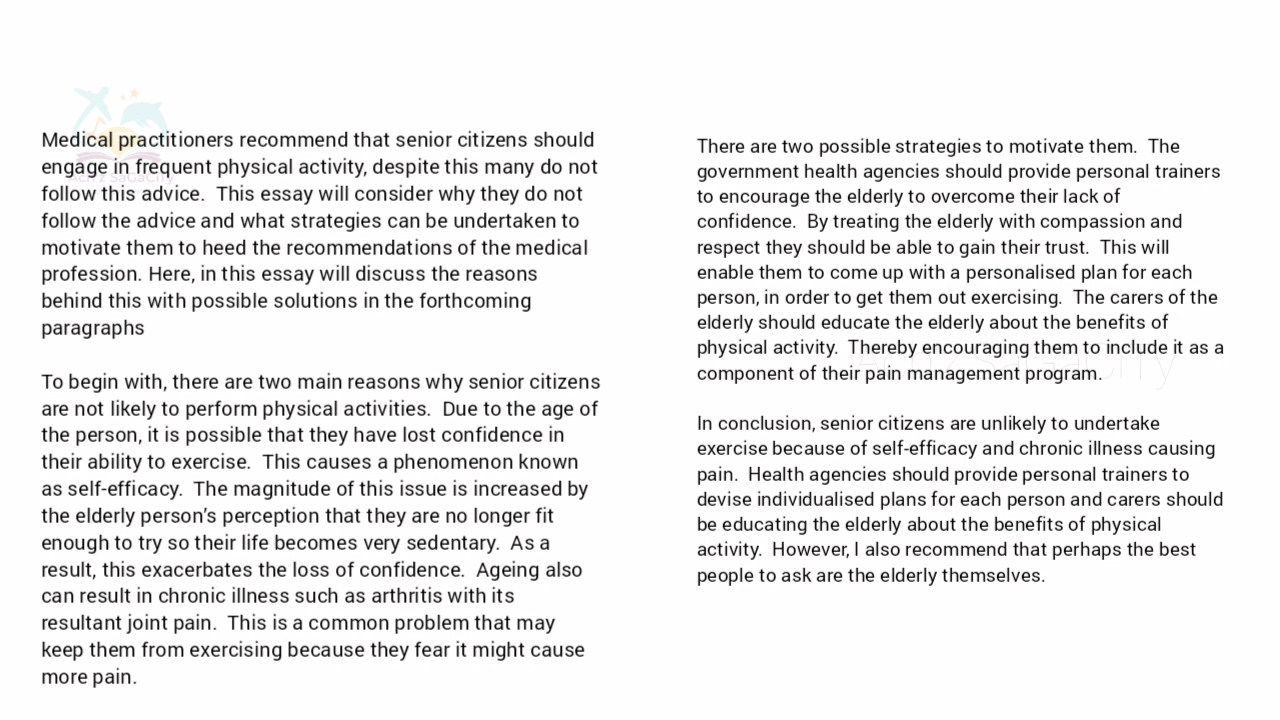 Medical practitioners recommend that senior citizens should
engage in frequent physical activity, despite this many do not
follow this advice.  This essay will consider why they do not
follow the advice and what strategies can be undertaken to
motivate them to heed the recommendations of the medical
profession. Here, in this essay will discuss the reasons
behind this with possible solutions in the forthcoming
paragraphs
To begin with, there are two main reasons why senior citizens
are not likely to perform physical activities.  Due to the age of
the person, it is possible that they have lost confidence in
their ability to exercise.  This causes a phenomenon known
as self-efficacy.  The magnitude of this issue is increased by
the elderly person's perception that they are no longer fit
enough to try so their life becomes very sedentary.  As a
result, this exacerbates the loss of confidence.  Ageing also
can result in chronic illness such as arthritis with its
resultant joint pain.  This is a common problem that may
keep them from exercising because they fear it might cause
more pain.
There are two possible strategies to motivate them.  The
government health agencies should provide personal trainers
to encourage the elderly to overcome their lack of
confidence.  By treating the elderly with compassion and
respect they should be able to gain their trust.  This will
enable them to come up with a personalised plan for each
person, in order to get them out exercising.  The carers of the
elderly should educate the elderly about the benefits of
physical activity.  Thereby encouraging them to include it as a
component of their pain management program.
In conclusion, senior citizens are unlikely to undertake
exercise because of self-efficacy and chronic illness causing
pain.  Health agencies should provide personal trainers to
devise individualised plans for each person and carers should
be educating the elderly about the benefits of physical
activity.  However, I also recommend that perhaps the best
people to ask are the elderly themselves.